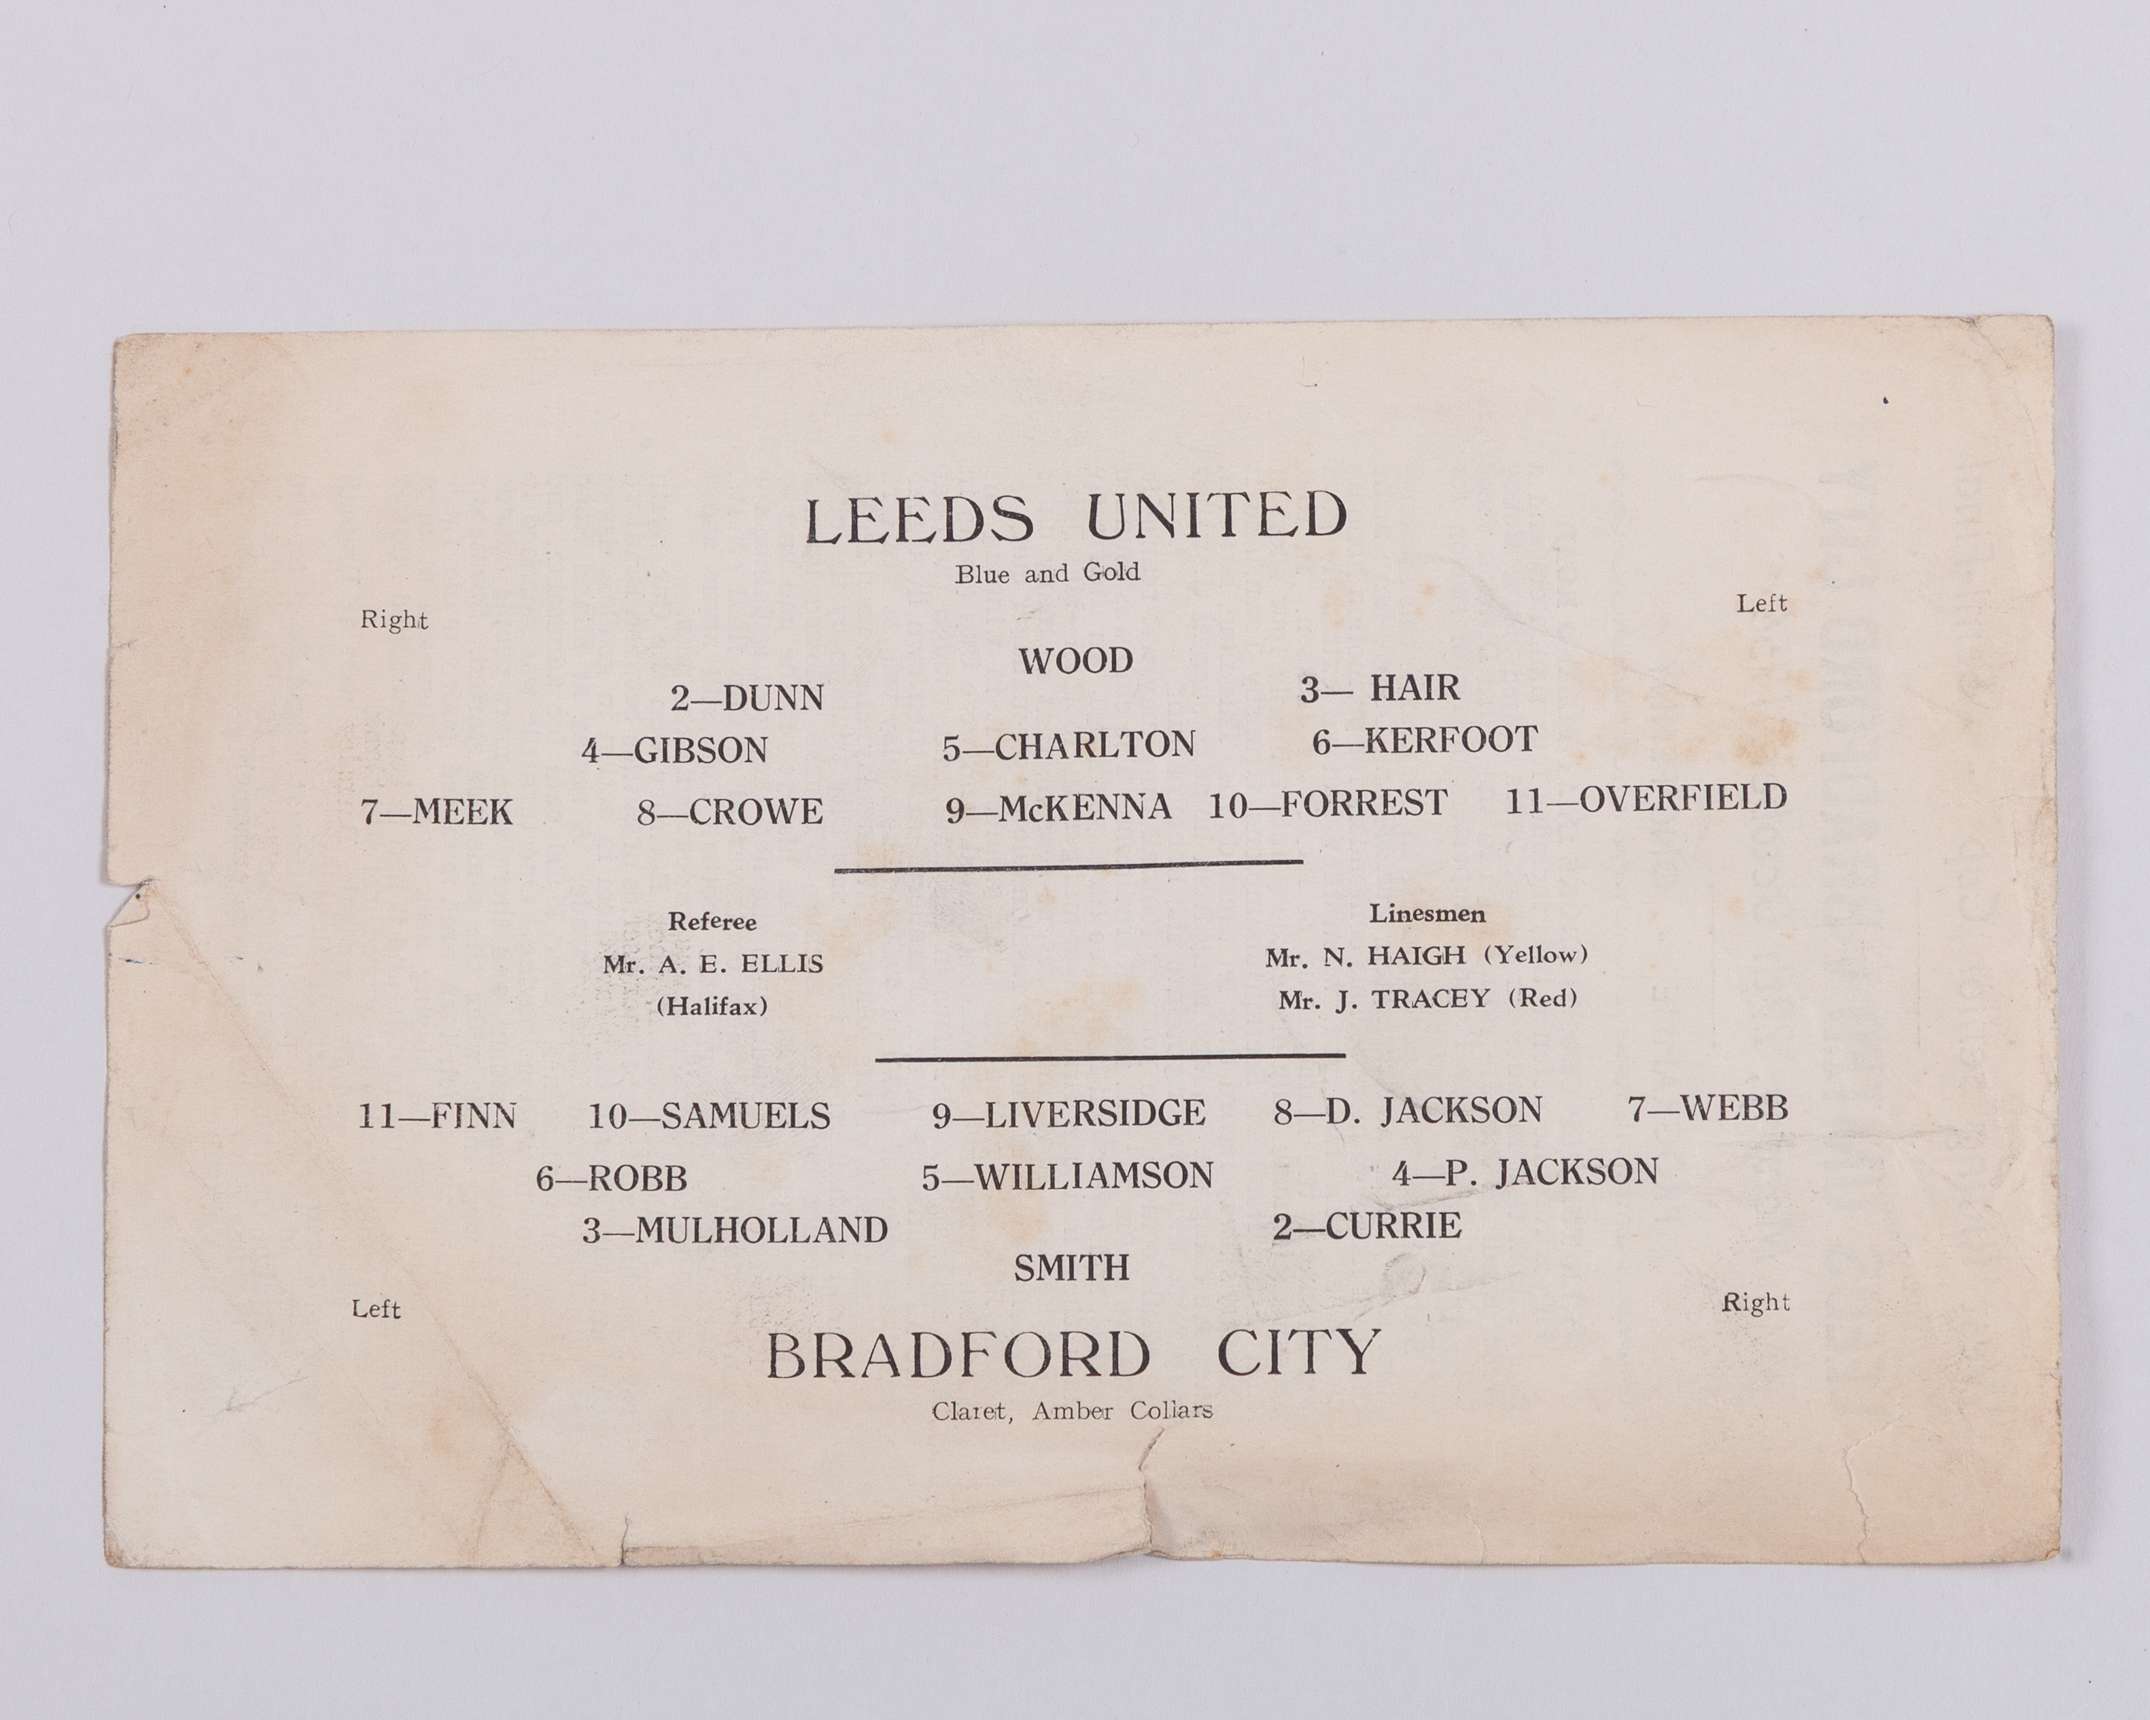 LEEDS UNITED
Blue and Gold
Right Left
WOOD
2—DUNN 3— HAIR
4—GIBSON 5—CHARLTON 6—KERFOOT
7—MEEK 8—CROWE 9—McKENNA 10—FORREST 11—OVERFIELD
Referee Linesmen
Mr. A. E. ELLIS Mr. N. HAIGH (Yellow)
(Halifax) Mr. J. TRACEY (Red)
11—FINN 10—SAMUELS 9—LIVERSIDGE 8—D. JACKSON 7—WEBB
6—ROBB 5—WILLIAMSON 4—P. JACKSON
3—MULHOLLAND 2—CURRIE
SMITH
Left Right
BRADFORD CITY
Claret, Amber Collars